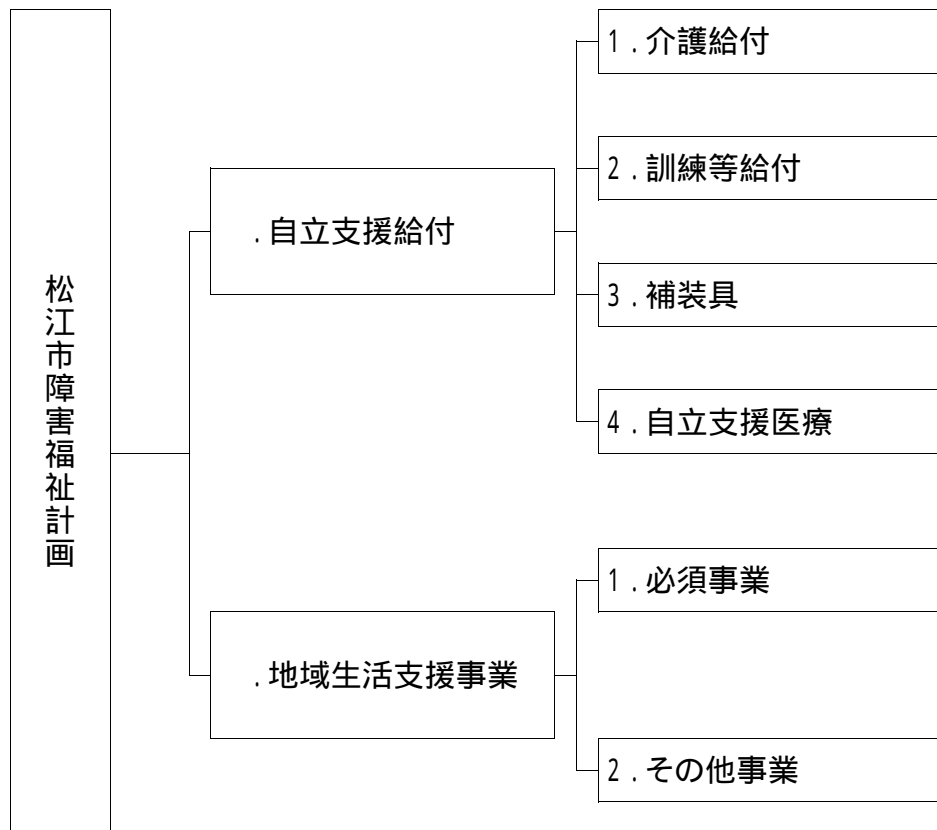 松江市障害福祉計画
.自立支援給付
1.介護給付
2.訓練等給付
3.補装具
4.自立支援医療
.地域生活支援事業
1.必須事業
2.その他事業